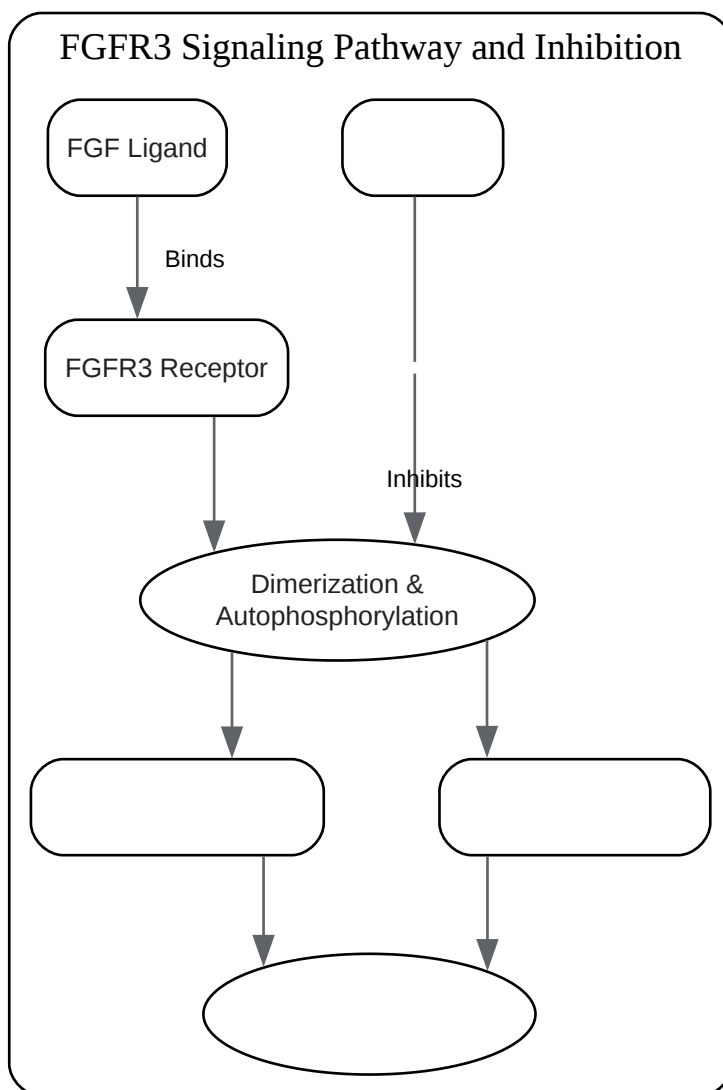 FGFR3 Signaling Pathway and Inhibition
FGF Ligand
Binds
FGFR3 Receptor
Inhibits
Dimerization &
Autophosphorylation